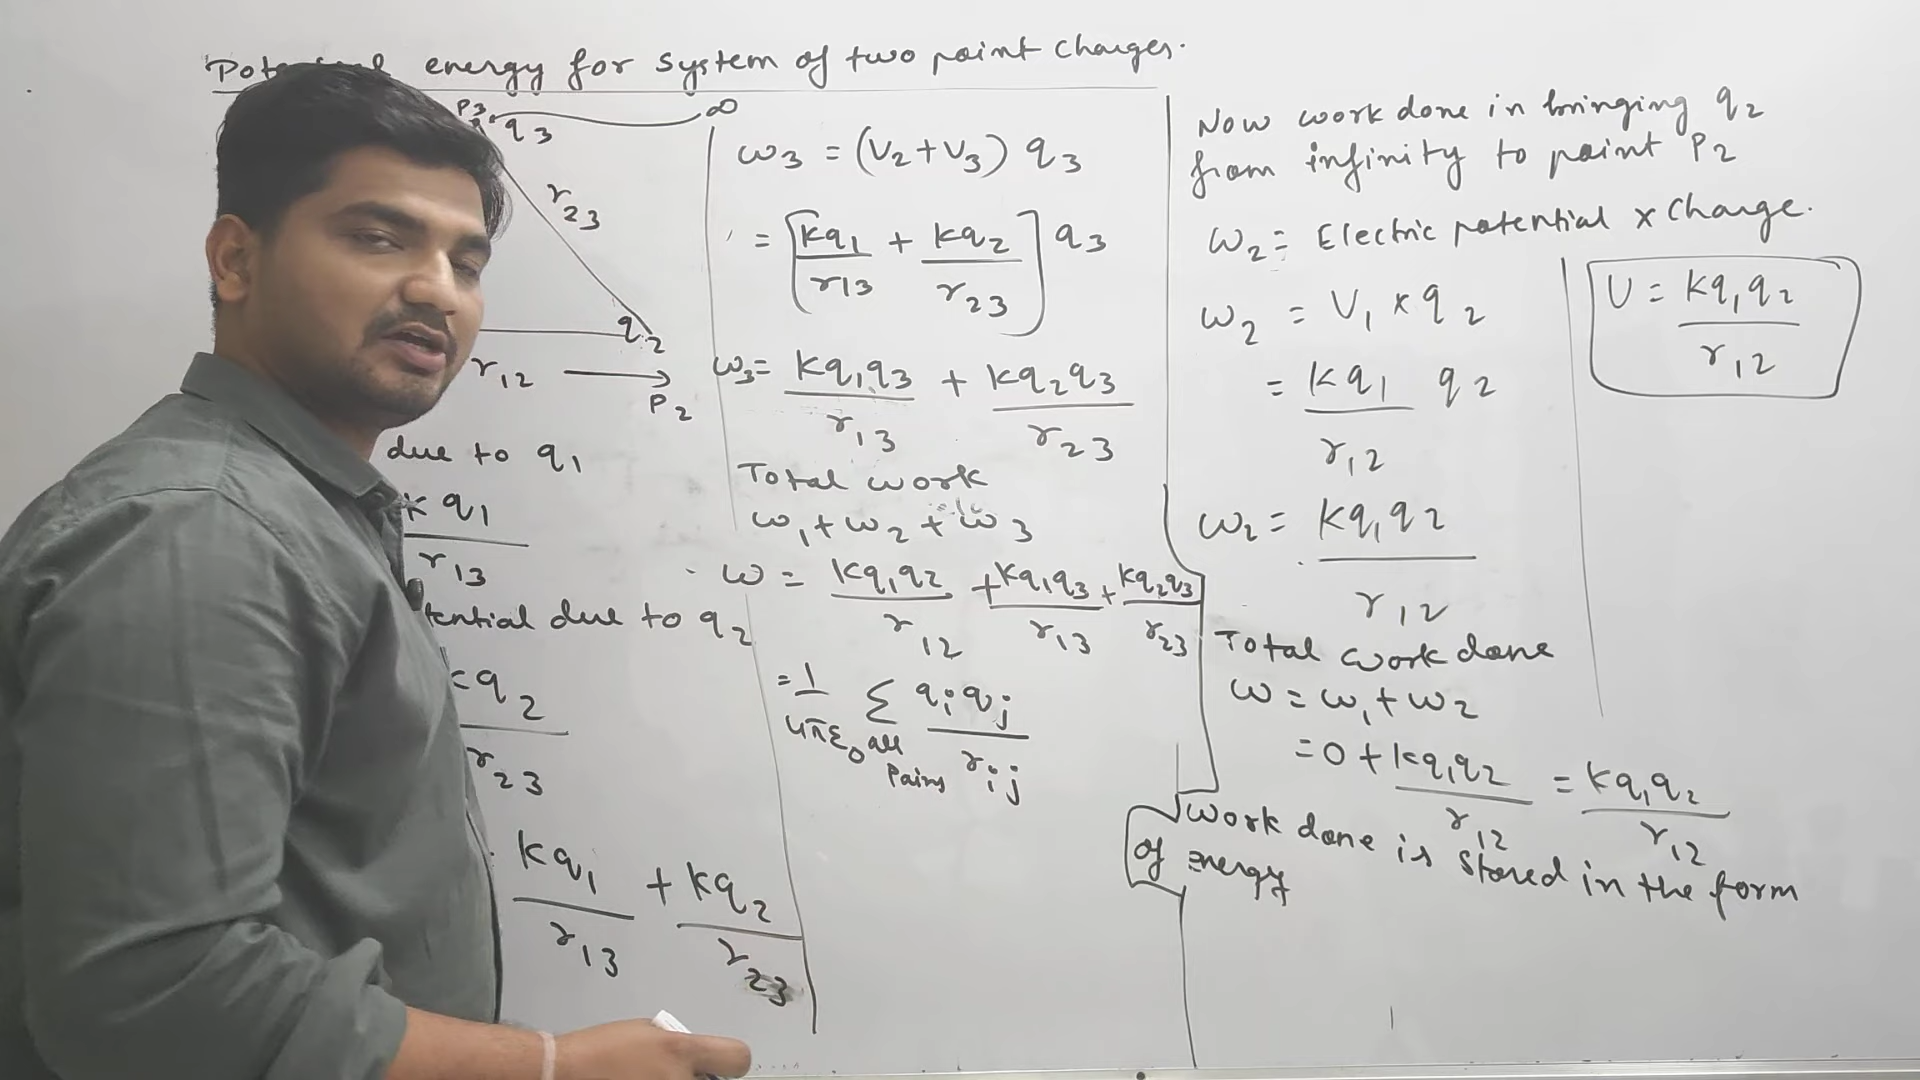 energy for system of two point charges.
P3 ∞
q3
r23
q2
r12
P2
due to q1
k q1
r13
due to q2
q2
r23
kq1 + kq2
r13 r23
w3 = (V2+V3) q3
= [kq1 + kq2] q3
r13 r23
w3= kq1q3 + kq2q3
r13 r23
Total work
w1+w2+w3
w = kq1q2 + kq1q3 + kq2q3
r12 r13 r23
= 1 Σ qi qj
4πε0 all pairs rij
Now work done in bringing q2
from infinity to point P2
w2 = Electric potential x Charge.
w2 = V1 x q2
= kq1 q2
r12
w2 = kq1q2
r12
Total work done
w = w1+w2
= 0 + kq1q2 = kq1q2
r12 r12
Work done is stored in the form
of energy
U = kq1q2
r12